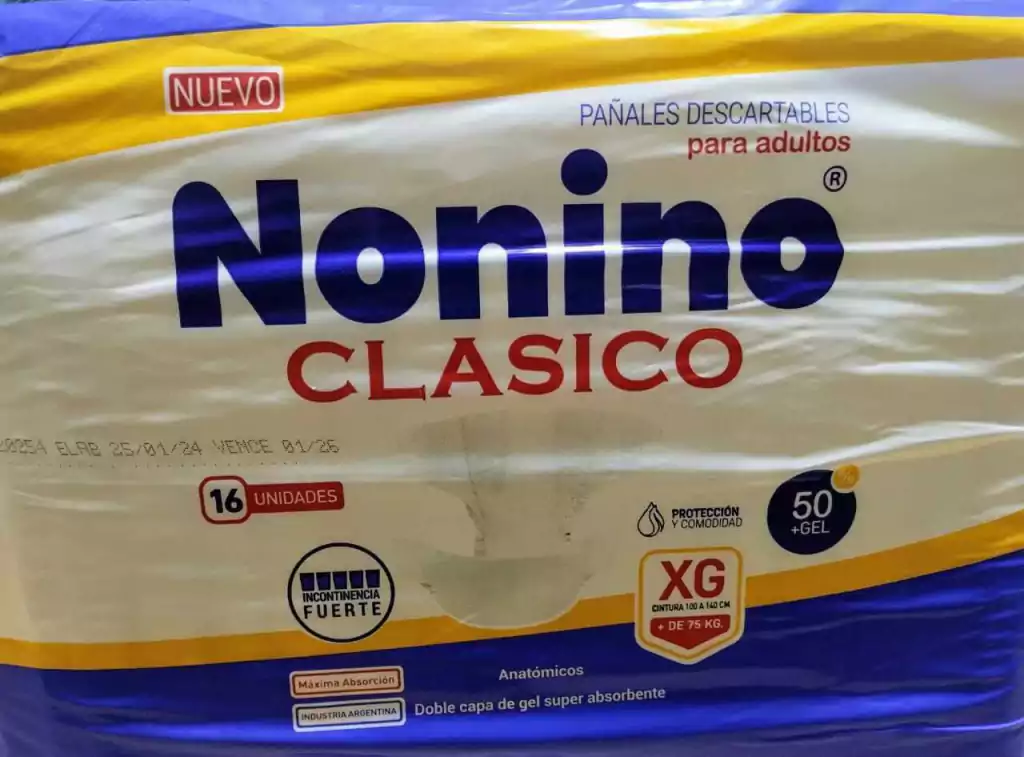 NUEVO
PAÑALES DESCARTABLES
para adultos
Nonino®
CLASICO
ELAB 25/01/24 VENCE 01/26
16 UNIDADES
PROTECCIÓN
Y COMODIDAD
50 %
+GEL
INCONTINENCIA
FUERTE
XG
CINTURA 100 A 140 CM
+ DE 75 KG.
Máxima Absorción
INDUSTRIA ARGENTINA
Anatómicos
Doble capa de gel super absorbente